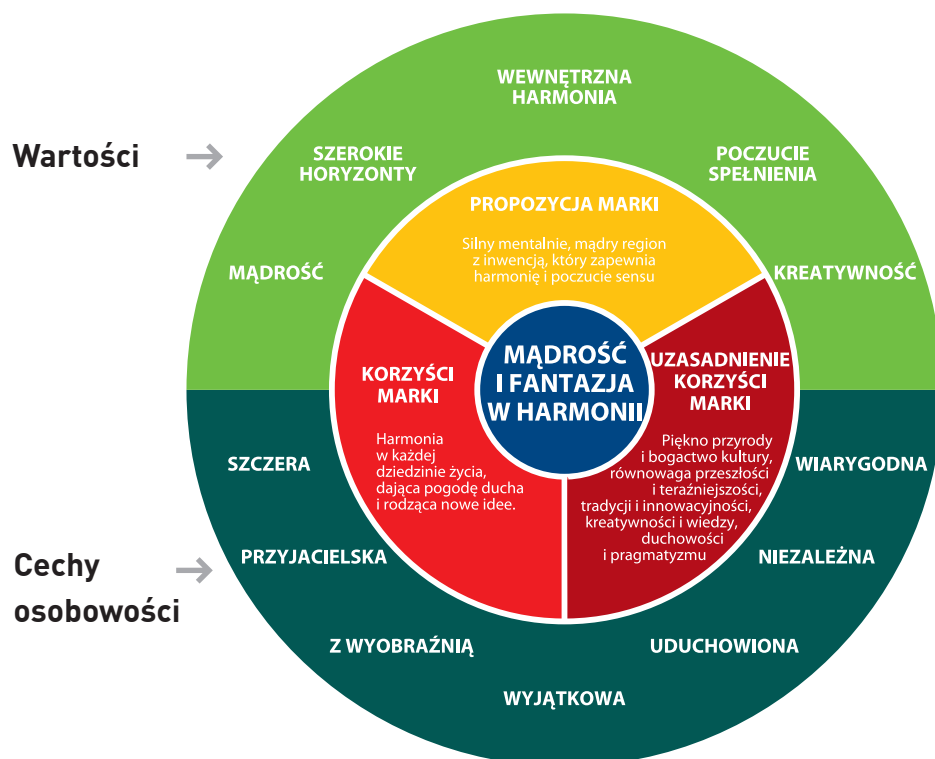 WEWNĘTRZNA
HARMONIA
Wartości
SZEROKIE
HORYZONTY
POCZUCIE
SPEŁNIENIA
MĄDROŚĆ
KREATYWNOŚĆ
PROPOZYCJA MARKI
Silny mentalnie, mądry region
z inwencją, który zapewnia
harmonię i poczucie sensu
MĄDROŚĆ
I FANTAZJA
W HARMONII
KORZYŚCI
MARKI
Harmonia
w każdej
dziedzinie życia,
dająca pogodę ducha
i rodząca nowe idee.
UZASADNIENIE
KORZYŚCI
MARKI
Piękno przyrody
i bogactwo kultury,
równowaga przeszłości
i teraźniejszości,
tradycji i innowacyjności,
kreatywności i wiedzy,
duchowości
i pragmatyzmu
SZCZERA
WIARYGODNA
Cechy
osobowości
PRZYJACIELSKA
NIEZALEŻNA
Z WYOBRAŹNIĄ
UDUCHOWIONA
WYJĄTKOWA